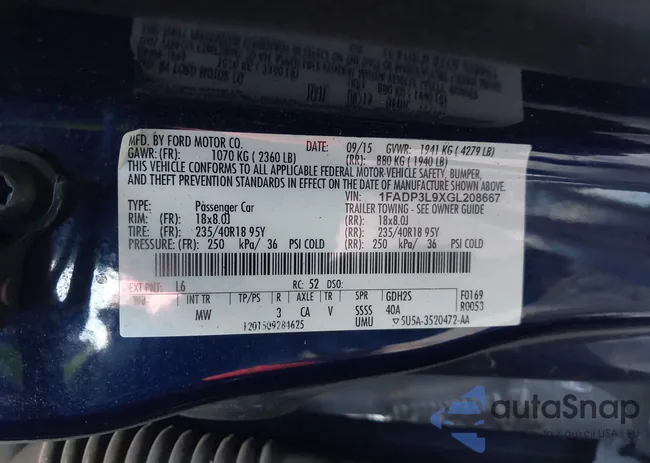 MFD. BY FORD MOTOR CO. DATE: 09/15 GVWR: 1941 KG ( 4279 LB)
GAWR: (FR): 1070 KG ( 2360 LB) (RR): 880 KG ( 1940 LB)
THIS VEHICLE CONFORMS TO ALL APPLICABLE FEDERAL MOTOR VEHICLE SAFETY, BUMPER,
AND THEFT PREVENTION STANDARDS IN EFFECT ON THE DATE OF MANUFACTURE SHOWN ABOVE.
VIN: 1FADP3L9XGL208667
TYPE: Passenger Car TRAILER TOWING - SEE OWNER GUIDE
RIM: (FR): 18x8.0J (RR): 18x8.0J
TIRE: (FR): 235/40R18 95Y (RR): 235/40R18 95Y
PRESSURE: (FR): 250 kPa/ 36 PSI COLD (RR): 250 kPa/ 36 PSI COLD
EXT PNT: L6 RC: 52 DSO:
INT TR TP/PS R AXLE TR SPR GDH2S F0169
MW 3 CA V SSSS 40A R0053
UMU 5U5A-3520472-AA
120150928462S
autoSnap